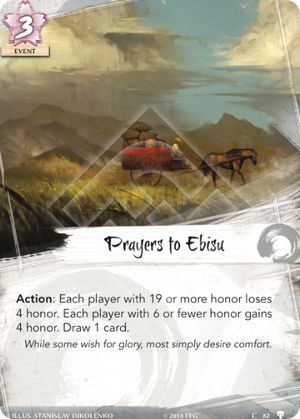 3
EVENT
Prayers to Ebisu
Action: Each player with 19 or more honor loses
4 honor. Each player with 6 or fewer honor gains
4 honor. Draw 1 card.
While some wish for glory, most simply desire comfort.
ILLUS. STANISLAV DIKOLENKO © 2018 FFG C 82